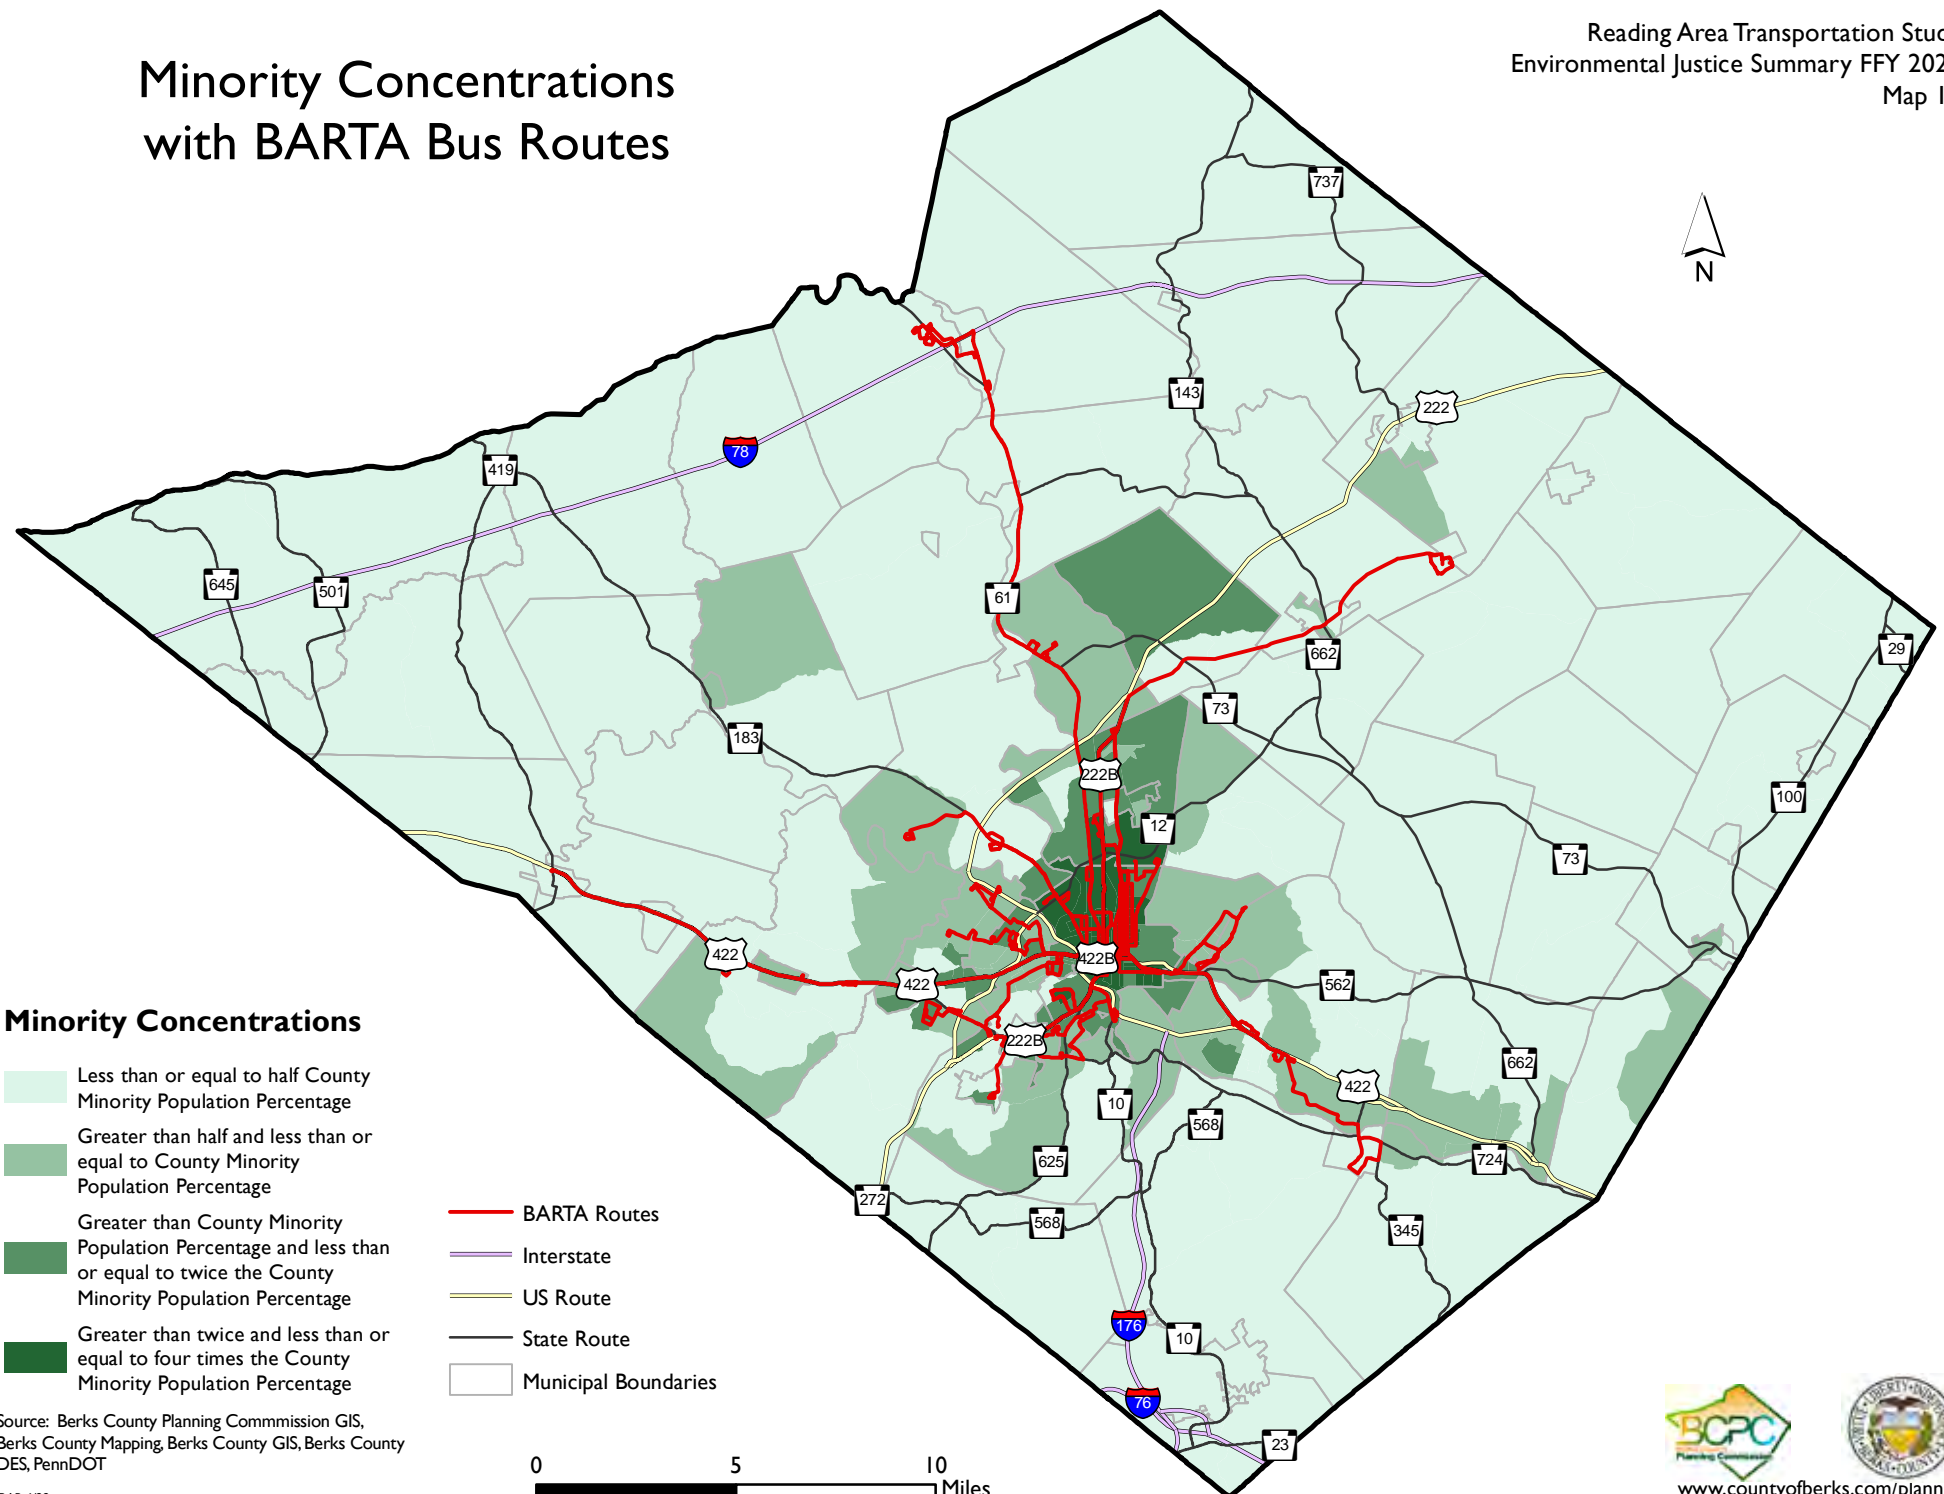 Minority Concentrations
with BARTA Bus Routes
Reading Area Transportation
Environmental Justice Summary FFY
Map
N
737
143
222
78
419
645
501
61
662
29
73
183
222B
100
12
73
422
422
422B
562
222B
662
422
10
568
625
724
272
568
345
176
10
76
23
Minority Concentrations
Less than or equal to half County
Minority Population Percentage
Greater than half and less than or
equal to County Minority
Population Percentage
Greater than County Minority
Population Percentage and less than
or equal to twice the County
Minority Population Percentage
Greater than twice and less than or
equal to four times the County
Minority Population Percentage
BARTA Routes
Interstate
US Route
State Route
Municipal Boundaries
Source: Berks County Planning Commmission GIS,
Berks County Mapping, Berks County GIS, Berks County
DES, PennDOT
0 5 10
Miles
BCPC
Planning Commission